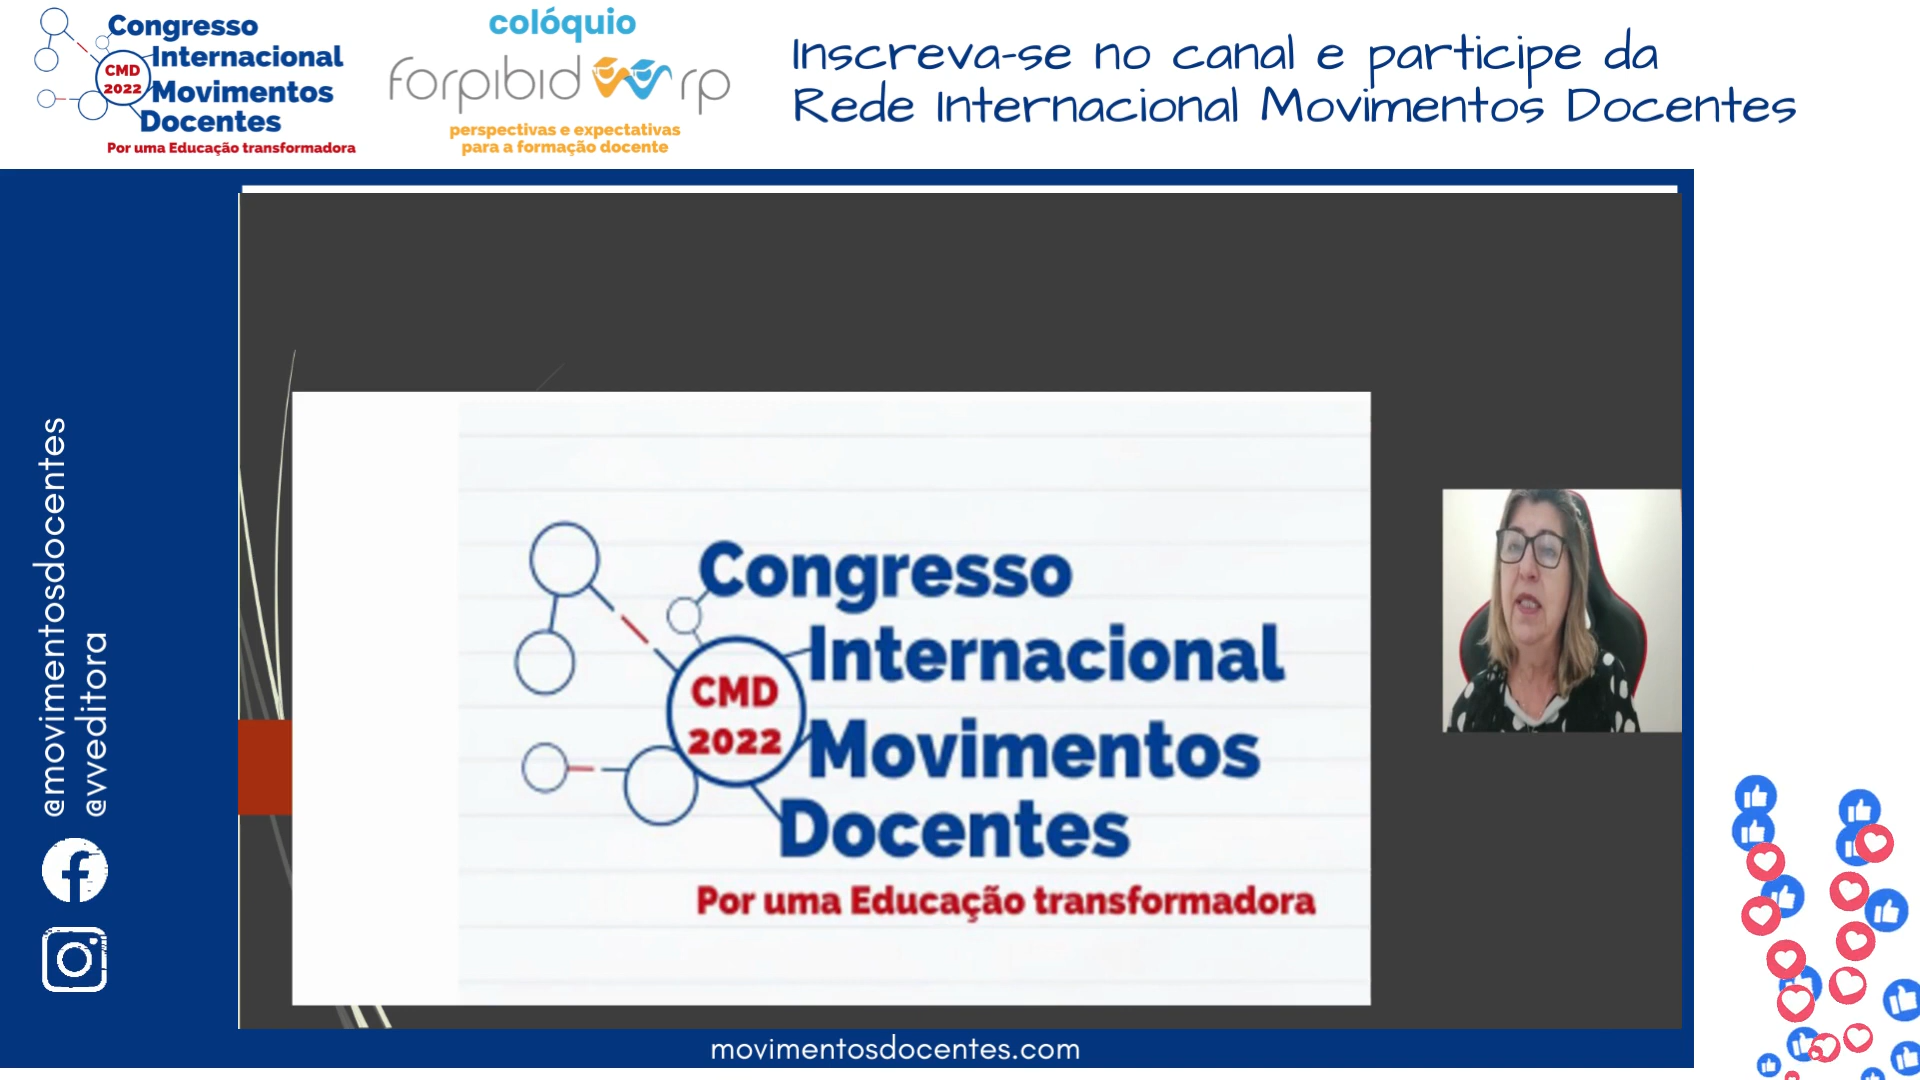 Congresso
Internacional
CMD
2022
Movimentos
Docentes
Por uma Educação transformadora
colóquio
forpibid rp
perspectivas e expectativas
para a formação docente
Inscreva-se no canal e participe da
Rede Internacional Movimentos Docentes
@movimentosdocentes
@vveditora
Congresso
Internacional
CMD
2022
Movimentos
Docentes
Por uma Educação transformadora
movimentosdocentes.com